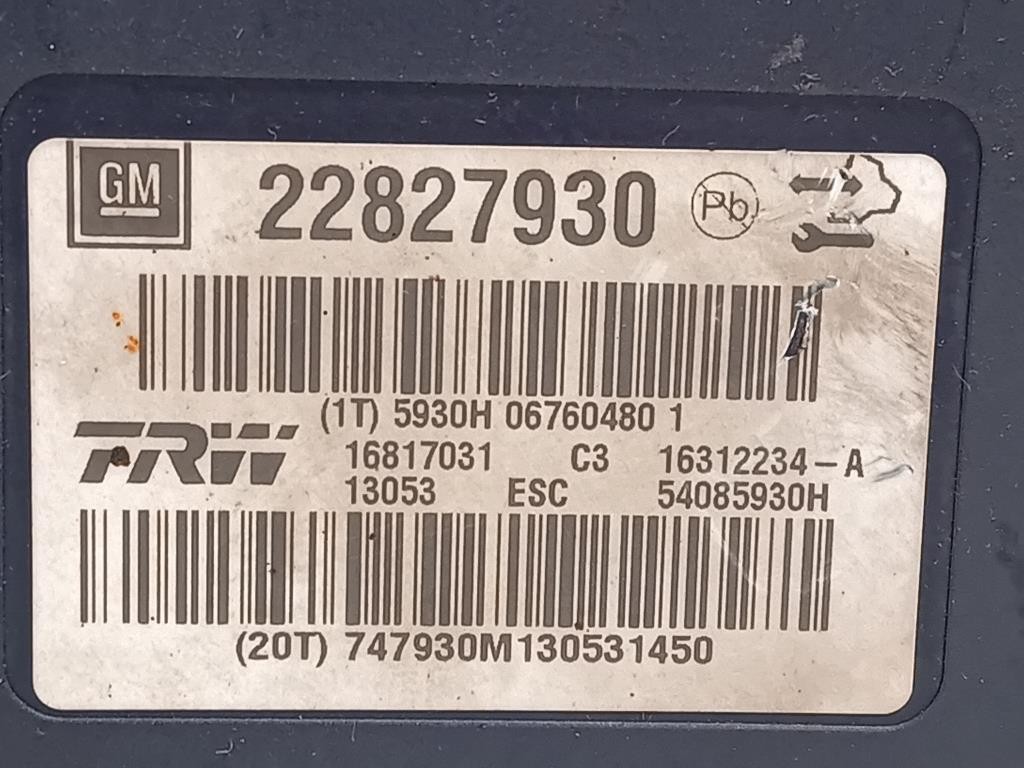 GM 22827930 Pb
(1T) 5930H 06760480 1
TRW 16817031 C3 16312234-A
13053 ESC 54085930H
(20T) 747930M130531450